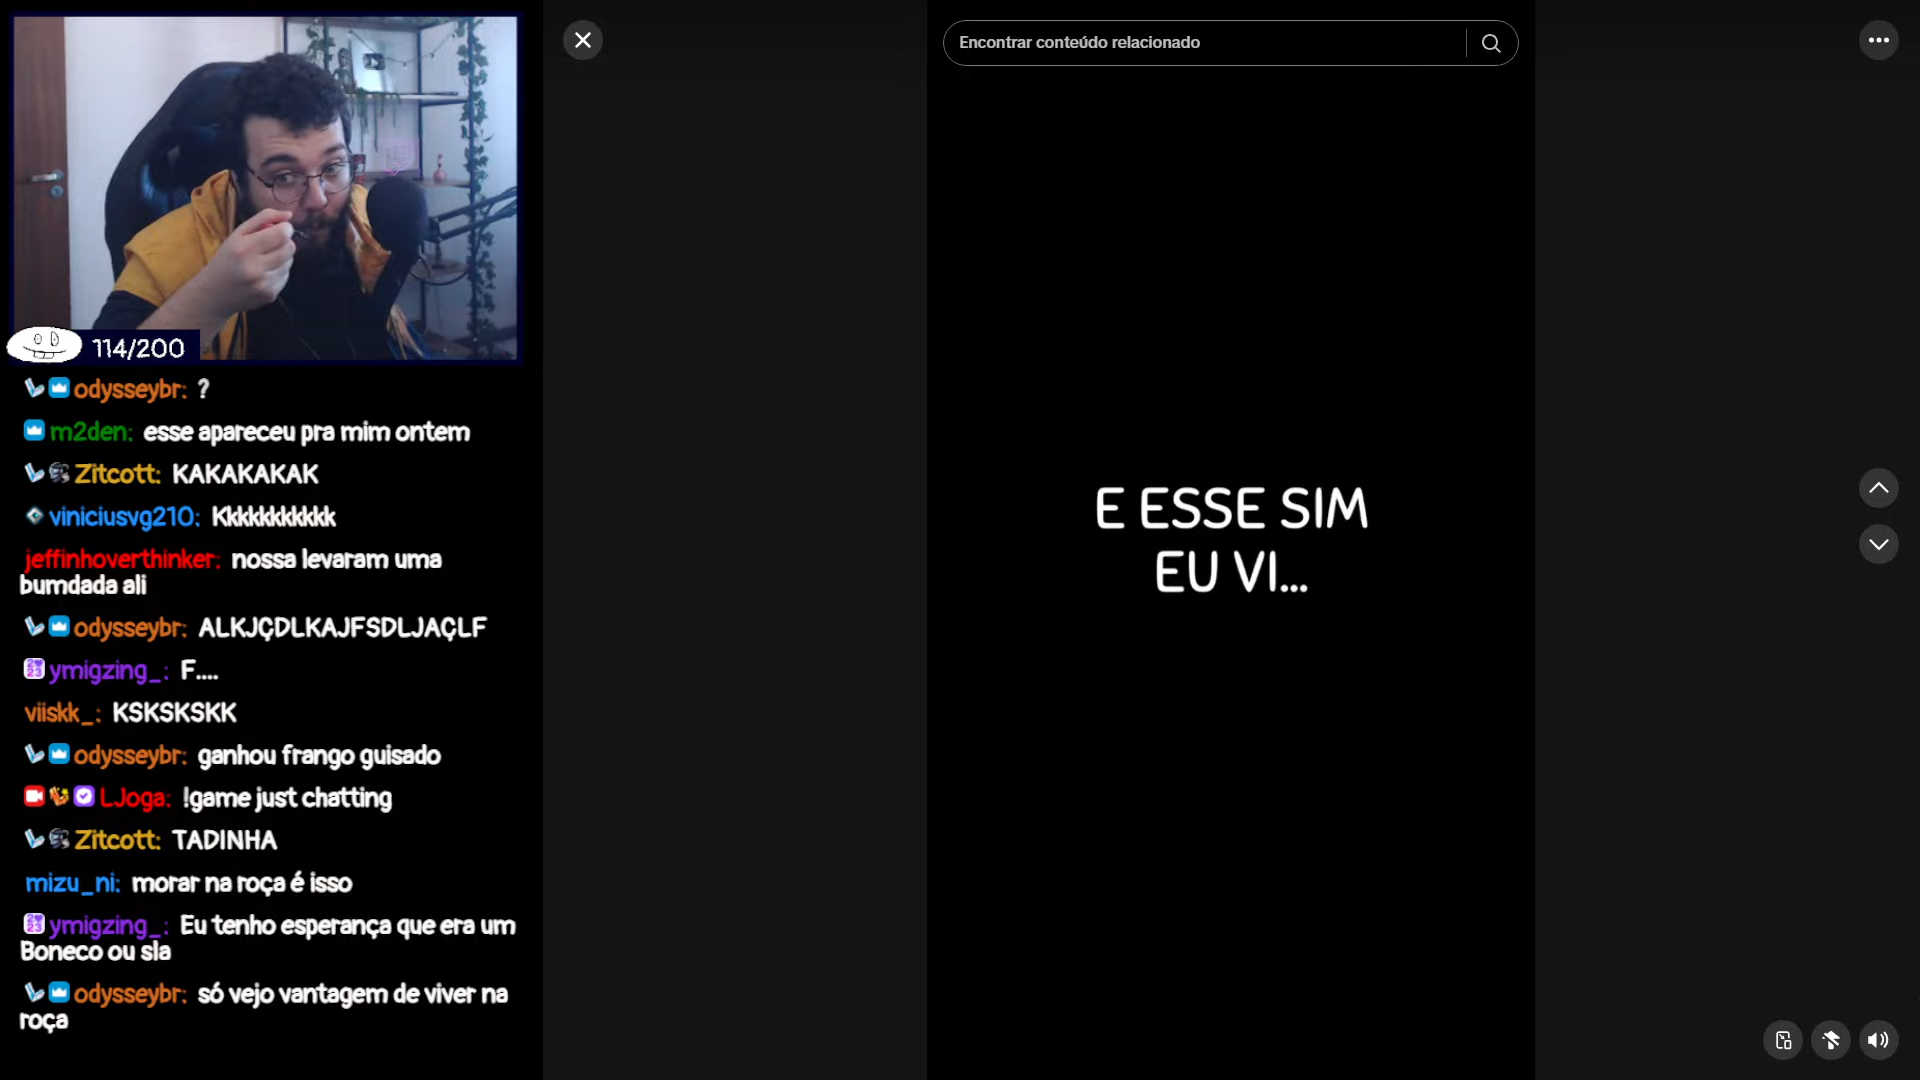 Encontrar conteúdo relacionado
114/200
odysseybr: ?
m2den: esse apareceu pra mim ontem
Zitcott: KAKAKAKAK
viniciusvg210: Kkkkkkkkkkk
jeffinhoverthinker: nossa levaram uma
bumdada ali
odysseybr: ALKJÇDLKAJFSDLJAÇLF
ymigzing_: F....
viiskk_: KSKSKSKK
odysseybr: ganhou frango guisado
LJoga: !game just chatting
Zitcott: TADINHA
mizu_ni: morar na roça é isso
ymigzing_: Eu tenho esperança que era um
Boneco ou sla
odysseybr: só vejo vantagem de viver na
roça
E ESSE SIM
EU VI...